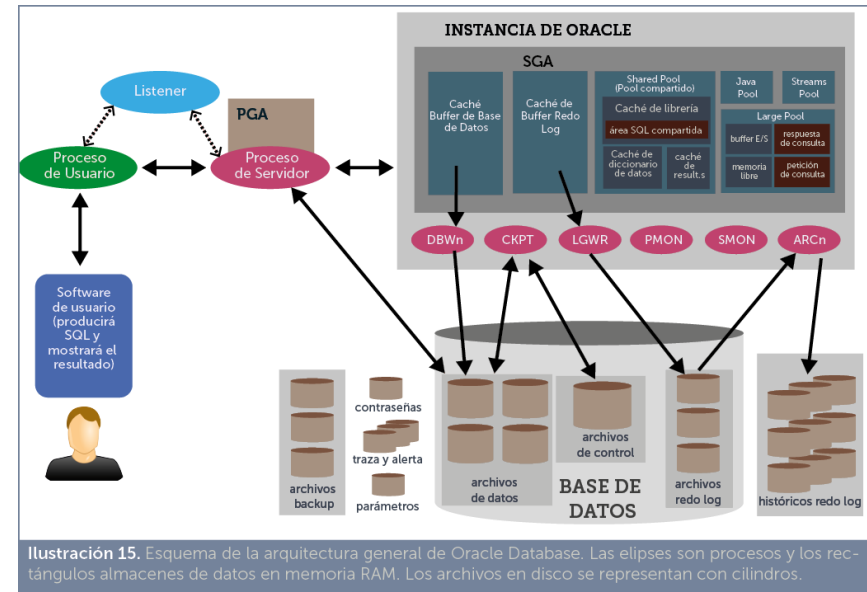 INSTANCIA DE ORACLE
SGA
Caché
Buffer de Base
de Datos
Caché de
Buffer Redo
Log
Shared Pool
(Pool compartido)
Caché de librería
área SQL compartida
Caché de
diccionario
de datos
caché
de
result.s
Java
Pool
Streams
Pool
Large Pool
buffer E/S
respuesta
de consulta
memoria
libre
petición
de consulta
Listener
PGA
Proceso
de Usuario
Proceso
de Servidor
DBWn
CKPT
LGWR
PMON
SMON
ARCn
Software
de usuario
(producirá
SQL y
mostrará el
resultado)
archivos
backup
contraseñas
traza y alerta
parámetros
archivos
de datos
archivos
de control
BASE DE
DATOS
archivos
redo log
históricos redo log
Ilustración 15. Esquema de la arquitectura general de Oracle Database. Las elipses son procesos y los rec-
tángulos almacenes de datos en memoria RAM. Los archivos en disco se representan con cilindros.